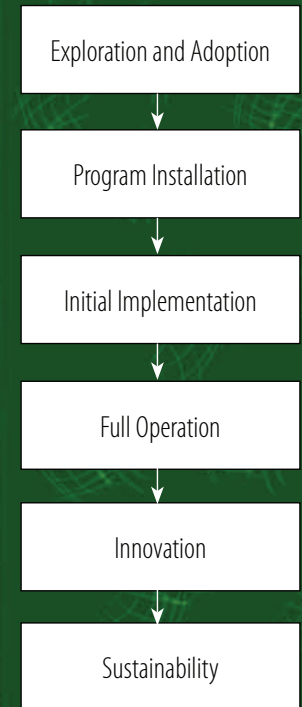 Exploration and Adoption
Program Installation
Initial Implementation
Full Operation
Innovation
Sustainability